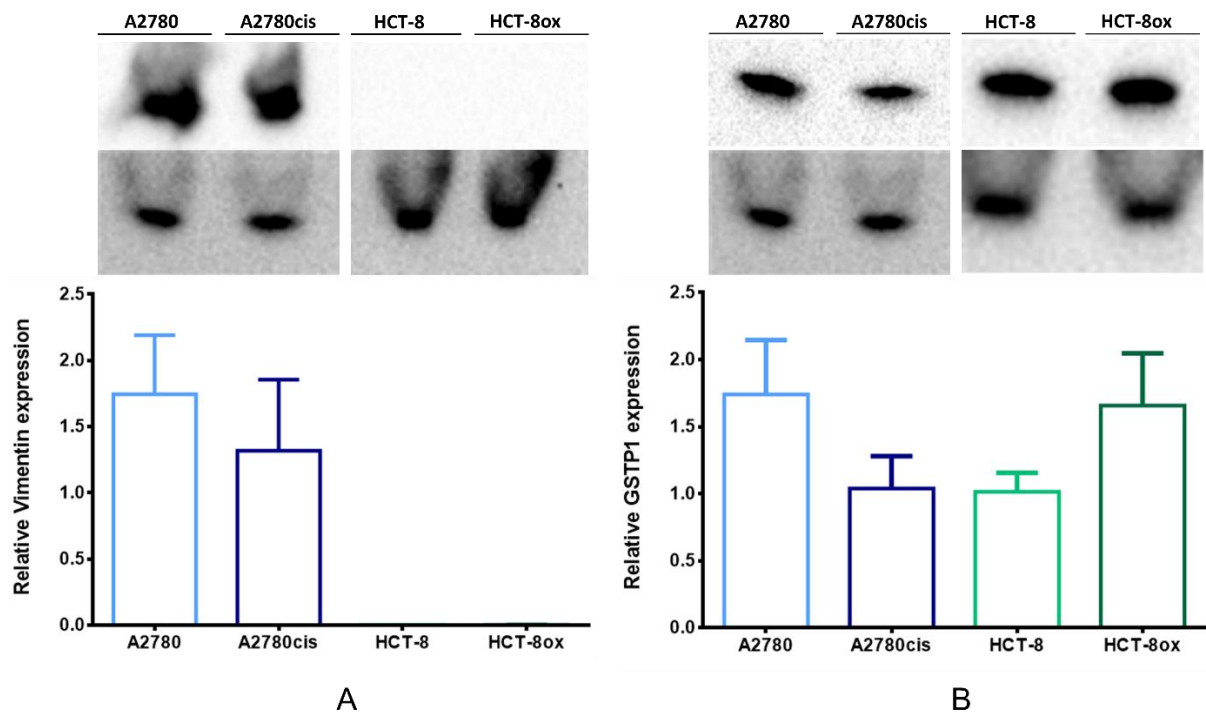 A2780 A2780cis HCT-8 HCT-8ox
2.5
2.0
1.5
1.0
0.5
0.0
Relative Vimentin expression
A2780 A2780cis HCT-8 HCT-8ox
A
A2780 A2780cis HCT-8 HCT-8ox
2.5
2.0
1.5
1.0
0.5
0.0
Relative GSTP1 expression
A2780 A2780cis HCT-8 HCT-8ox
B